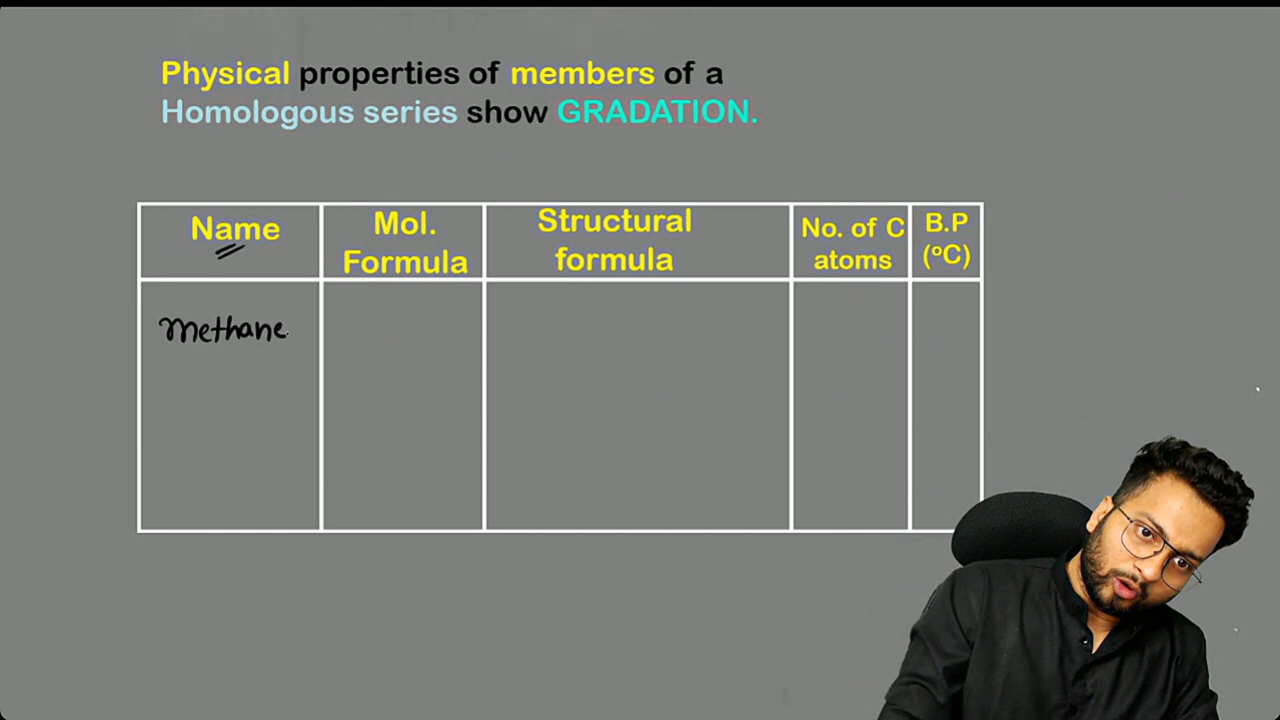 Physical properties of members of a
Homologous series show GRADATION.
Name
Mol.
Formula
Structural
formula
No. of C
atoms
B.P
(°C)
Methane